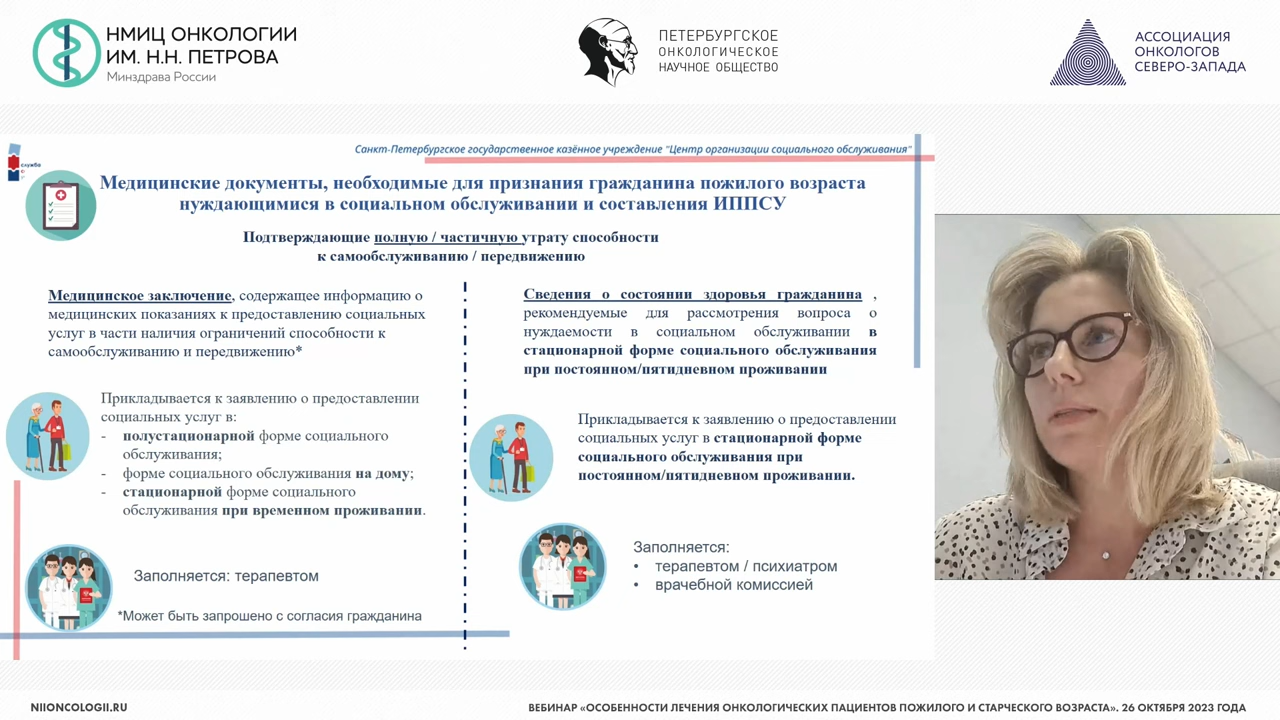 НМИЦ ОНКОЛОГИИ
ИМ. Н.Н. ПЕТРОВА
Минздрава России
ПЕТЕРБУРГСКОЕ
ОНКОЛОГИЧЕСКОЕ
НАУЧНОЕ ОБЩЕСТВО
АССОЦИАЦИЯ
ОНКОЛОГОВ
СЕВЕРО-ЗАПАДА
Санкт-Петербургское государственное казённое учреждение "Центр организации социального обслуживания"
служба
Медицинские документы, необходимые для признания гражданина пожилого возраста
нуждающимися в социальном обслуживании и составления ИППСУ
Подтверждающие полную / частичную утрату способности
к самообслуживанию / передвижению
Медицинское заключение, содержащее информацию о
медицинских показаниях к предоставлению социальных
услуг в части наличия ограничений способности к
самообслуживанию и передвижению*
Прикладывается к заявлению о предоставлении
социальных услуг в:
- полустационарной форме социального
обслуживания;
- форме социального обслуживания на дому;
- стационарной форме социального
обслуживания при временном проживании.
Заполняется: терапевтом
*Может быть запрошено с согласия гражданина
Сведения о состоянии здоровья гражданина ,
рекомендуемые для рассмотрения вопроса о
нуждаемости в социальном обслуживании в
стационарной форме социального обслуживания
при постоянном/пятидневном проживании
Прикладывается к заявлению о предоставлении
социальных услуг в стационарной форме
социального обслуживания при
постоянном/пятидневном проживании.
Заполняется:
• терапевтом / психиатром
• врачебной комиссией
NIIONCOLOGII.RU
ВЕБИНАР «ОСОБЕННОСТИ ЛЕЧЕНИЯ ОНКОЛОГИЧЕСКИХ ПАЦИЕНТОВ ПОЖИЛОГО И СТАРЧЕСКОГО ВОЗРАСТА». 26 ОКТЯБРЯ 2023 ГОДА